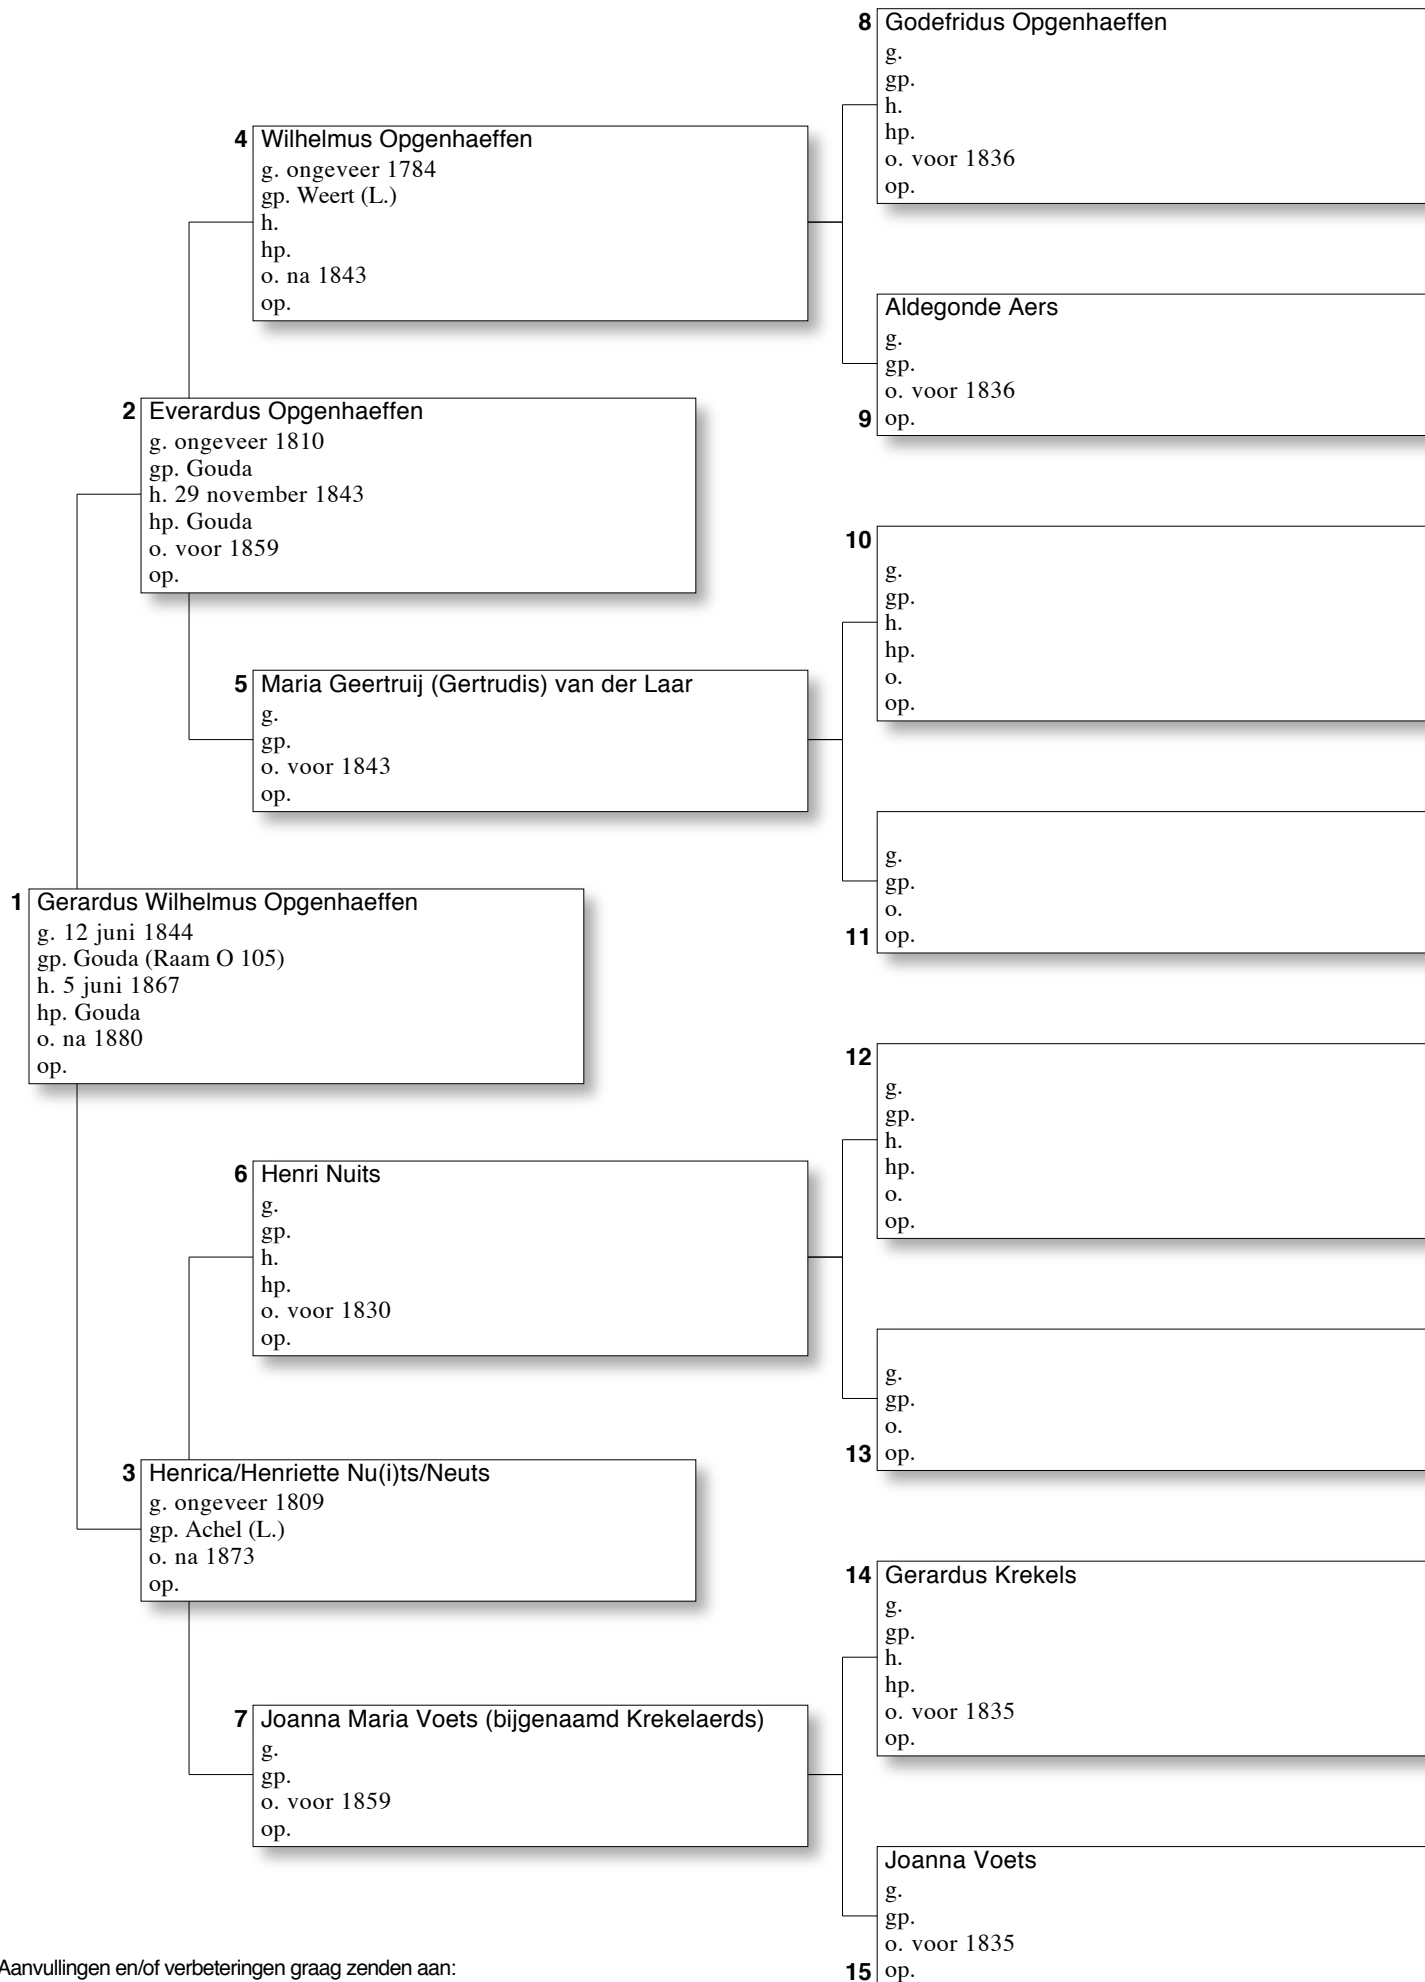 8 Godefridus Opgenhaeffen
g.
gp.
h.
hp.
o. voor 1836
op.
4 Wilhelmus Opgenhaeffen
g. ongeveer 1784
gp. Weert (L.)
h.
hp.
o. na 1843
op.
Aldegonde Aers
g.
gp.
o. voor 1836
9 op.
2 Everardus Opgenhaeffen
g. ongeveer 1810
gp. Gouda
h. 29 november 1843
hp. Gouda
o. voor 1859
op.
10
g.
gp.
h.
hp.
o.
op.
5 Maria Geertruij (Gertrudis) van der Laar
g.
gp.
o. voor 1843
op.
g.
gp.
o.
11 op.
1 Gerardus Wilhelmus Opgenhaeffen
g. 12 juni 1844
gp. Gouda (Raam O 105)
h. 5 juni 1867
hp. Gouda
o. na 1880
op.
12
g.
gp.
h.
hp.
o.
op.
6 Henri Nuits
g.
gp.
h.
hp.
o. voor 1830
op.
g.
gp.
o.
13 op.
3 Henrica/Henriette Nu(i)ts/Neuts
g. ongeveer 1809
gp. Achel (L.)
o. na 1873
op.
14 Gerardus Krekels
g.
gp.
h.
hp.
o. voor 1835
op.
7 Joanna Maria Voets (bijgenaamd Krekelaerds)
g.
gp.
o. voor 1859
op.
Joanna Voets
g.
gp.
o. voor 1835
15 op.
Aanvullingen en/of verbeteringen graag zenden aan: